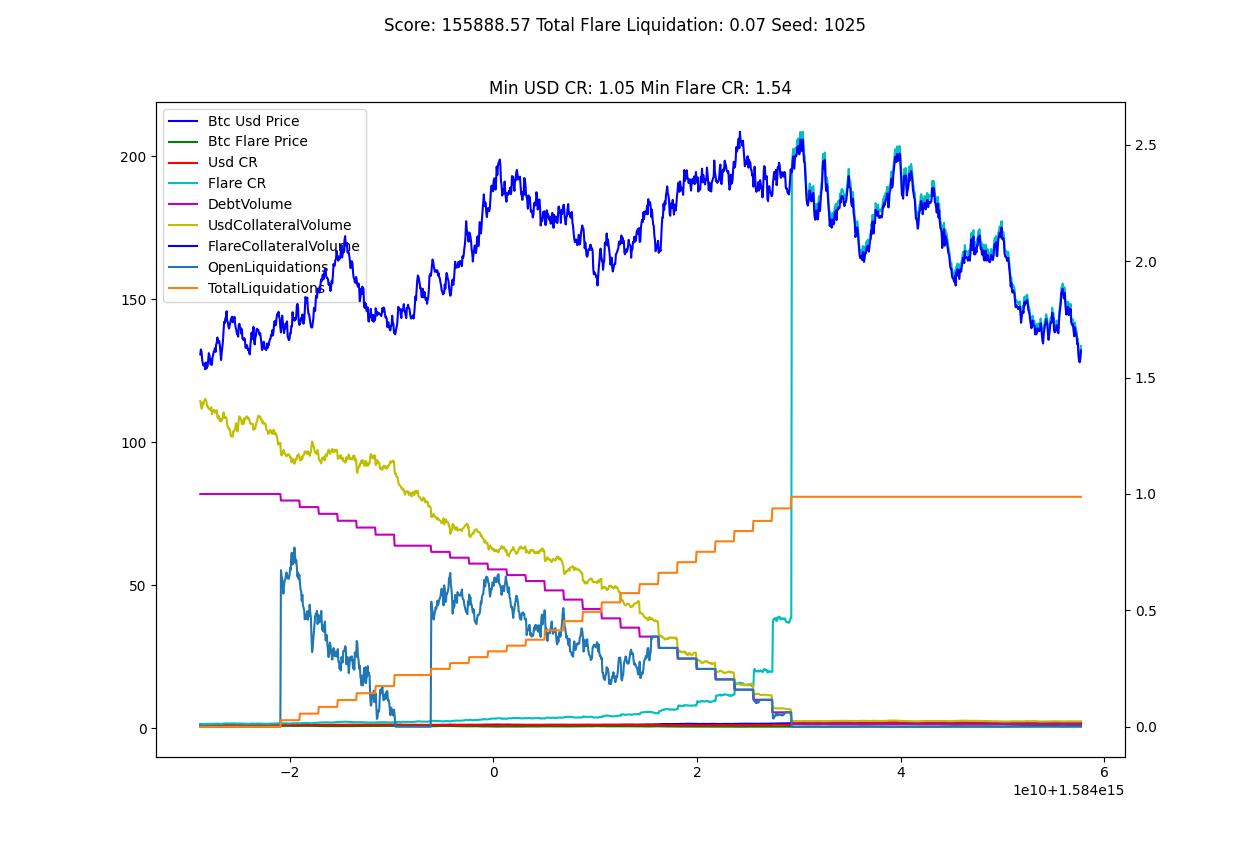 Score: 155888.57 Total Flare Liquidation: 0.07 Seed: 1025
Min USD CR: 1.05 Min Flare CR: 1.54
Btc Usd Price
Btc Flare Price
Usd CR
Flare CR
DebtVolume
UsdCollateralVolume
FlareCollateralVolume
OpenLiquidations
TotalLiquidations
200
150
100
50
0
2.5
2.0
1.5
1.0
0.5
0.0
−2 0 2 4 6
1e10+1.584e15